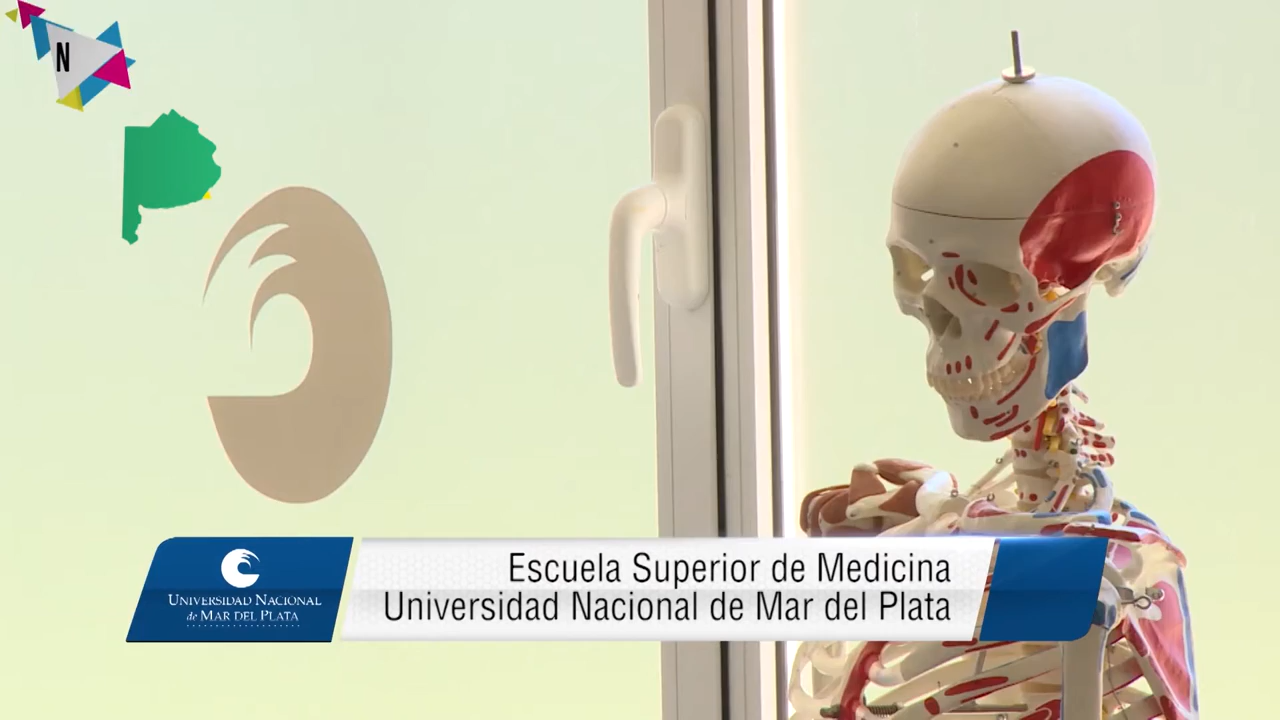 N
UNIVERSIDAD NACIONAL
de MAR DEL PLATA
Escuela Superior de Medicina
Universidad Nacional de Mar del Plata